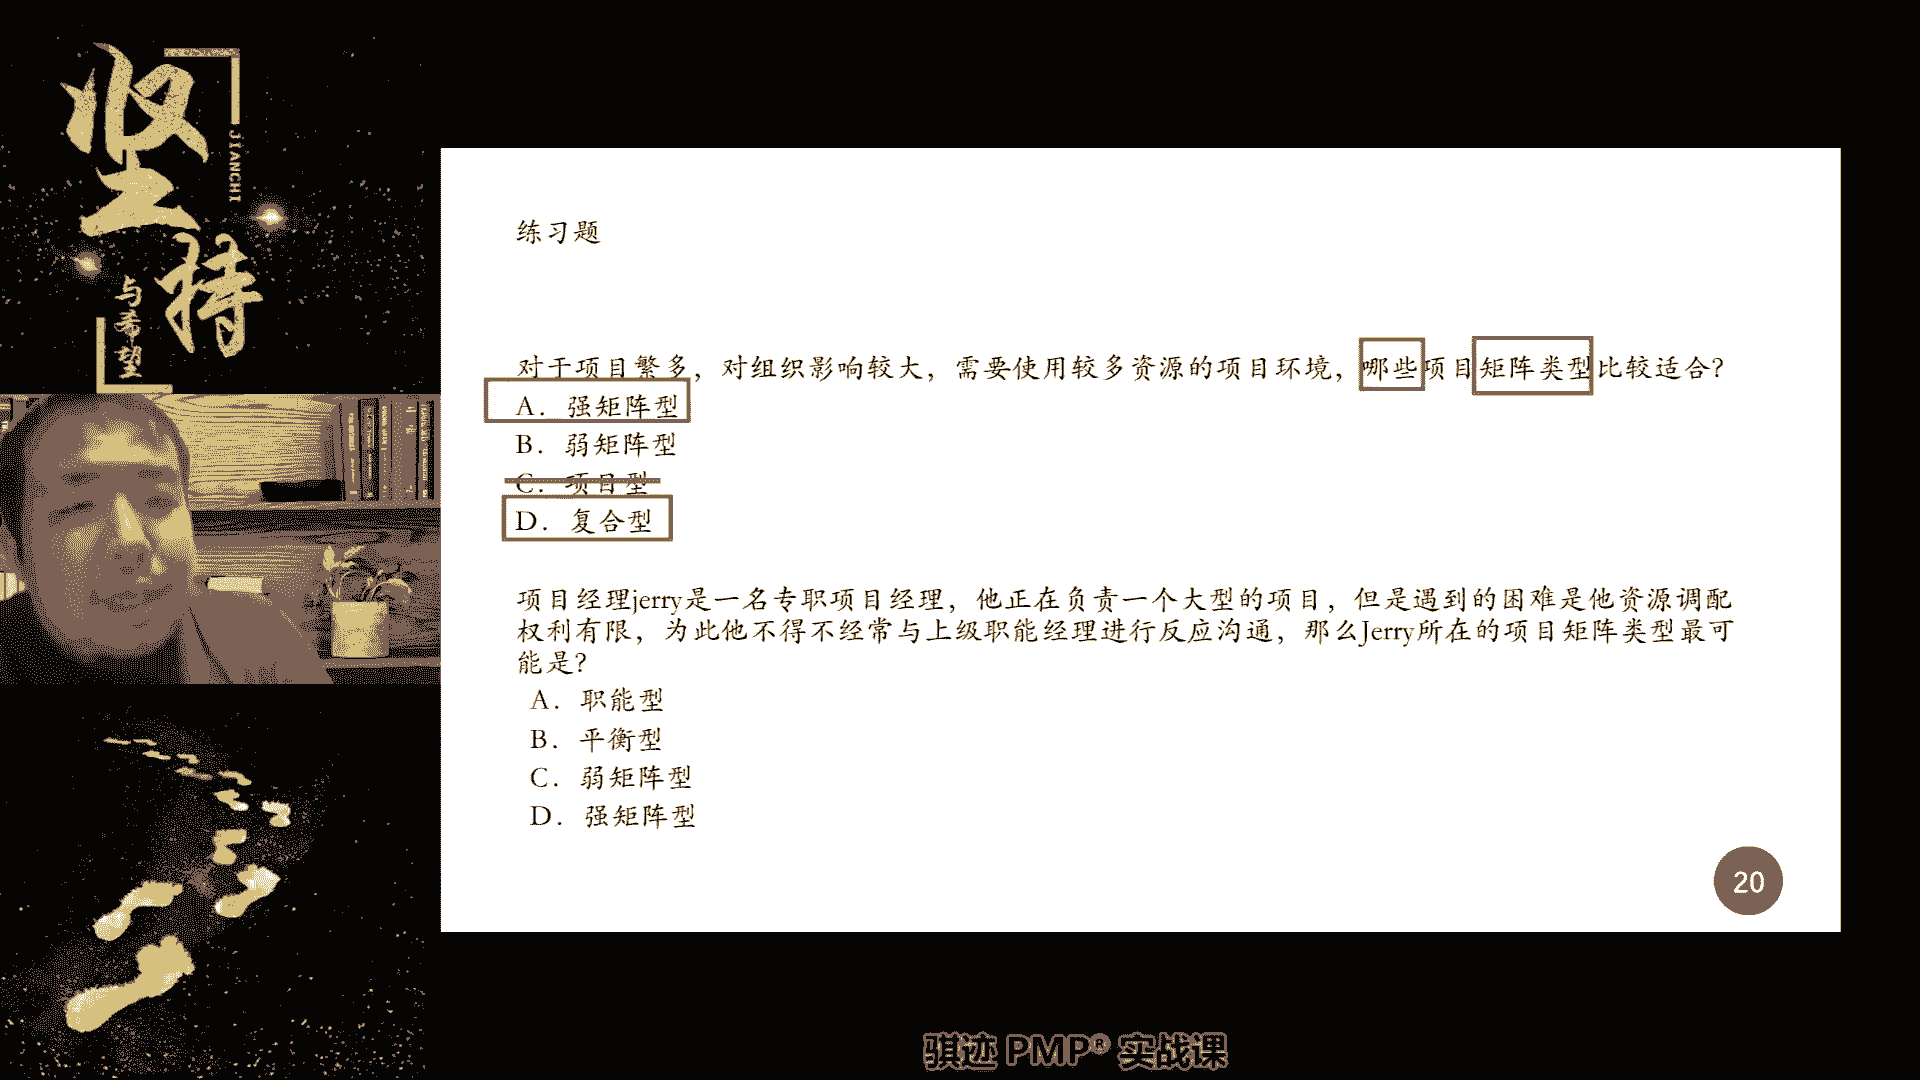 坚持
JIANCHI
与希望
练习题
对于项目繁多，对组织影响较大，需要使用较多资源的项目环境，哪些项目矩阵类型比较适合？
A．强矩阵型
B．弱矩阵型
C．项目型
D．复合型
项目经理jerry是一名专职项目经理，他正在负责一个大型的项目，但是遇到的困难是他资源调配
权利有限，为此他不得不经常与上级职能经理进行反应沟通，那么Jerry所在的项目矩阵类型最可
能是？
A．职能型
B．平衡型
C．弱矩阵型
D．强矩阵型
20
骐迹 PMP® 实战课